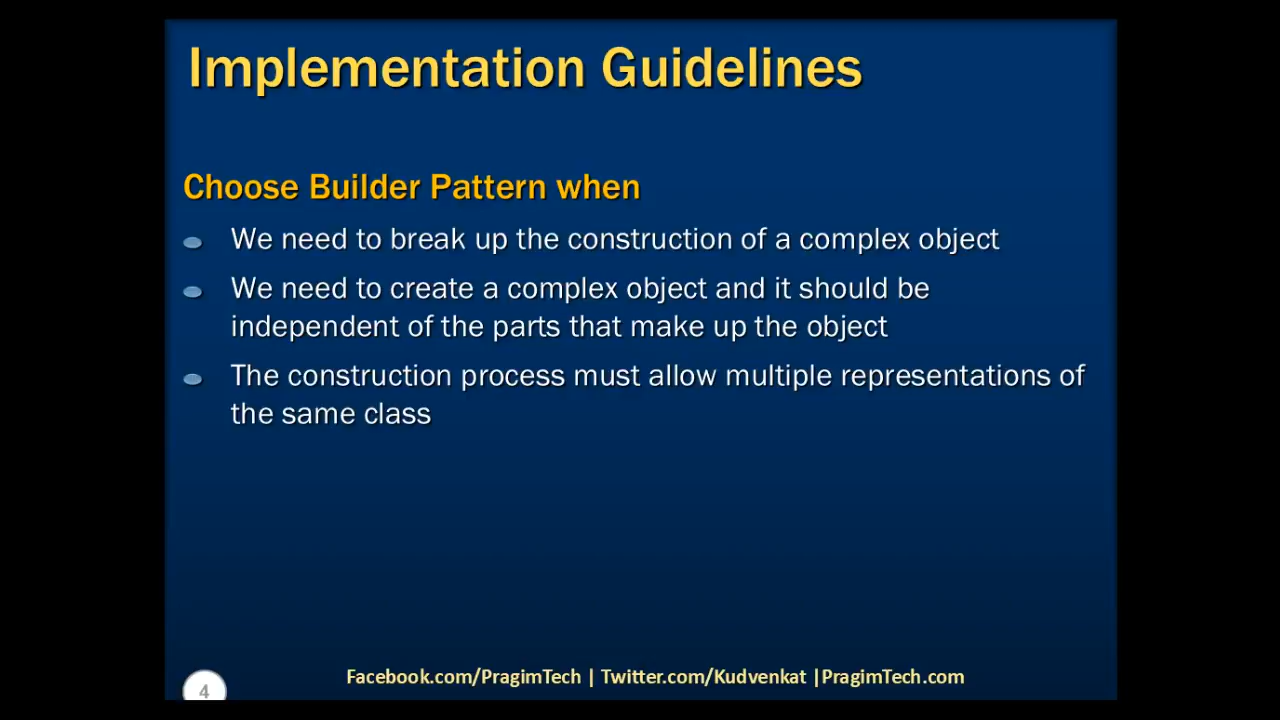 Implementation Guidelines
Choose Builder Pattern when
We need to break up the construction of a complex object
We need to create a complex object and it should be
independent of the parts that make up the object
The construction process must allow multiple representations of
the same class
4
Facebook.com/PragimTech | Twitter.com/Kudvenkat |PragimTech.com